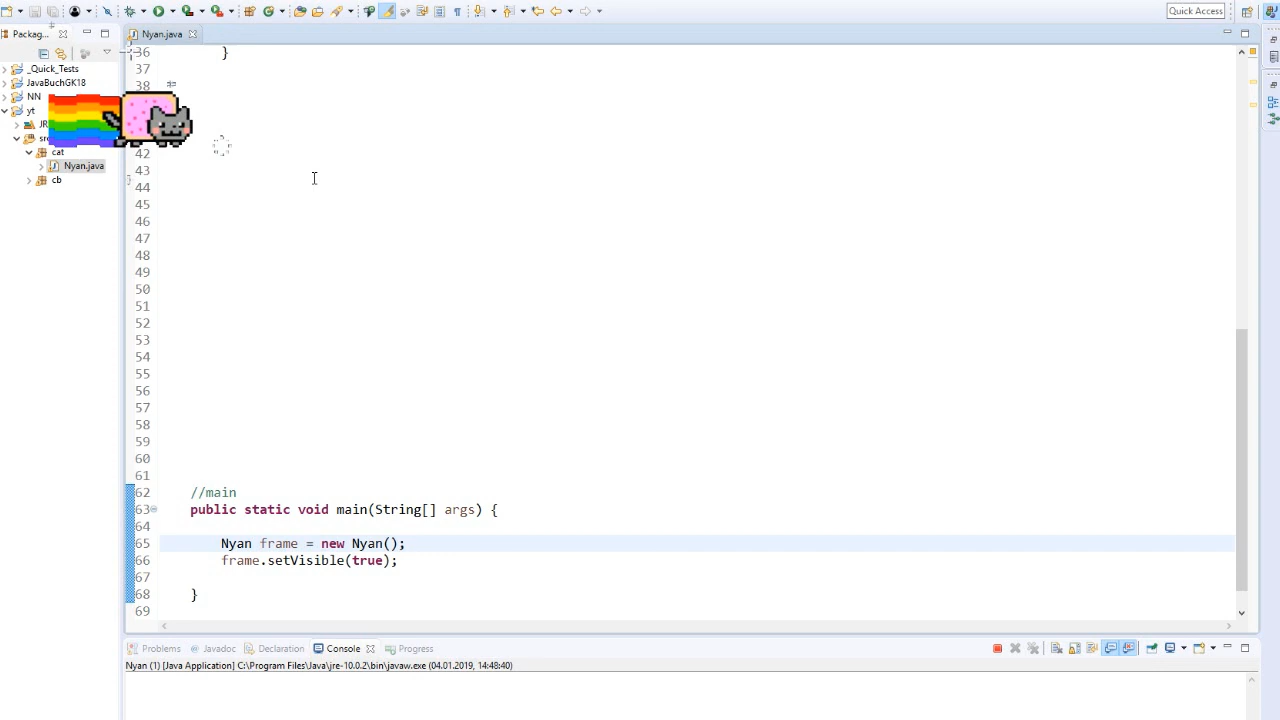 Quick Access
Packag...
Nyan.java
_Quick_Tests
JavaBuchGK18
NN
yt
JR
src
cat
Nyan.java
cb
36 }
37
38
42
43
44
45
46
47
48
49
50
51
52
53
54
55
56
57
58
59
60
61
62 //main
63 public static void main(String[] args) {
64
65 Nyan frame = new Nyan();
66 frame.setVisible(true);
67
68 }
69
Problems Javadoc Declaration Console Progress
Nyan (1) [Java Application] C:\Program Files\Java\jre-10.0.2\bin\javaw.exe (04.01.2019, 14:48:40)